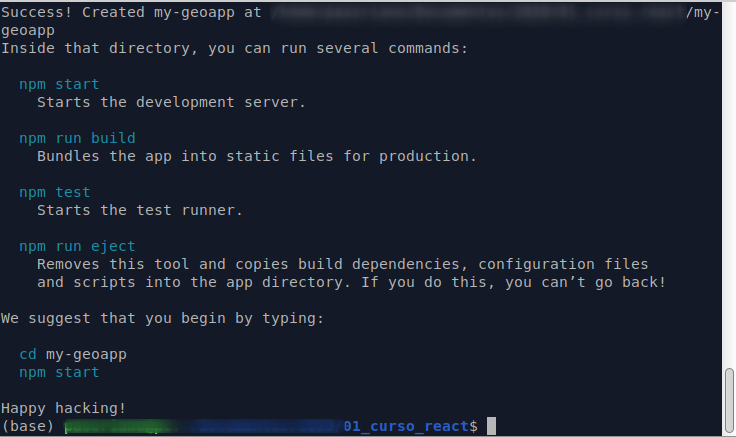 Success! Created my-geoapp at /my-
geoapp
Inside that directory, you can run several commands:
npm start
Starts the development server.
npm run build
Bundles the app into static files for production.
npm test
Starts the test runner.
npm run eject
Removes this tool and copies build dependencies, configuration files
and scripts into the app directory. If you do this, you can’t go back!
We suggest that you begin by typing:
cd my-geoapp
npm start
Happy hacking!
(base) /01_curso_react$